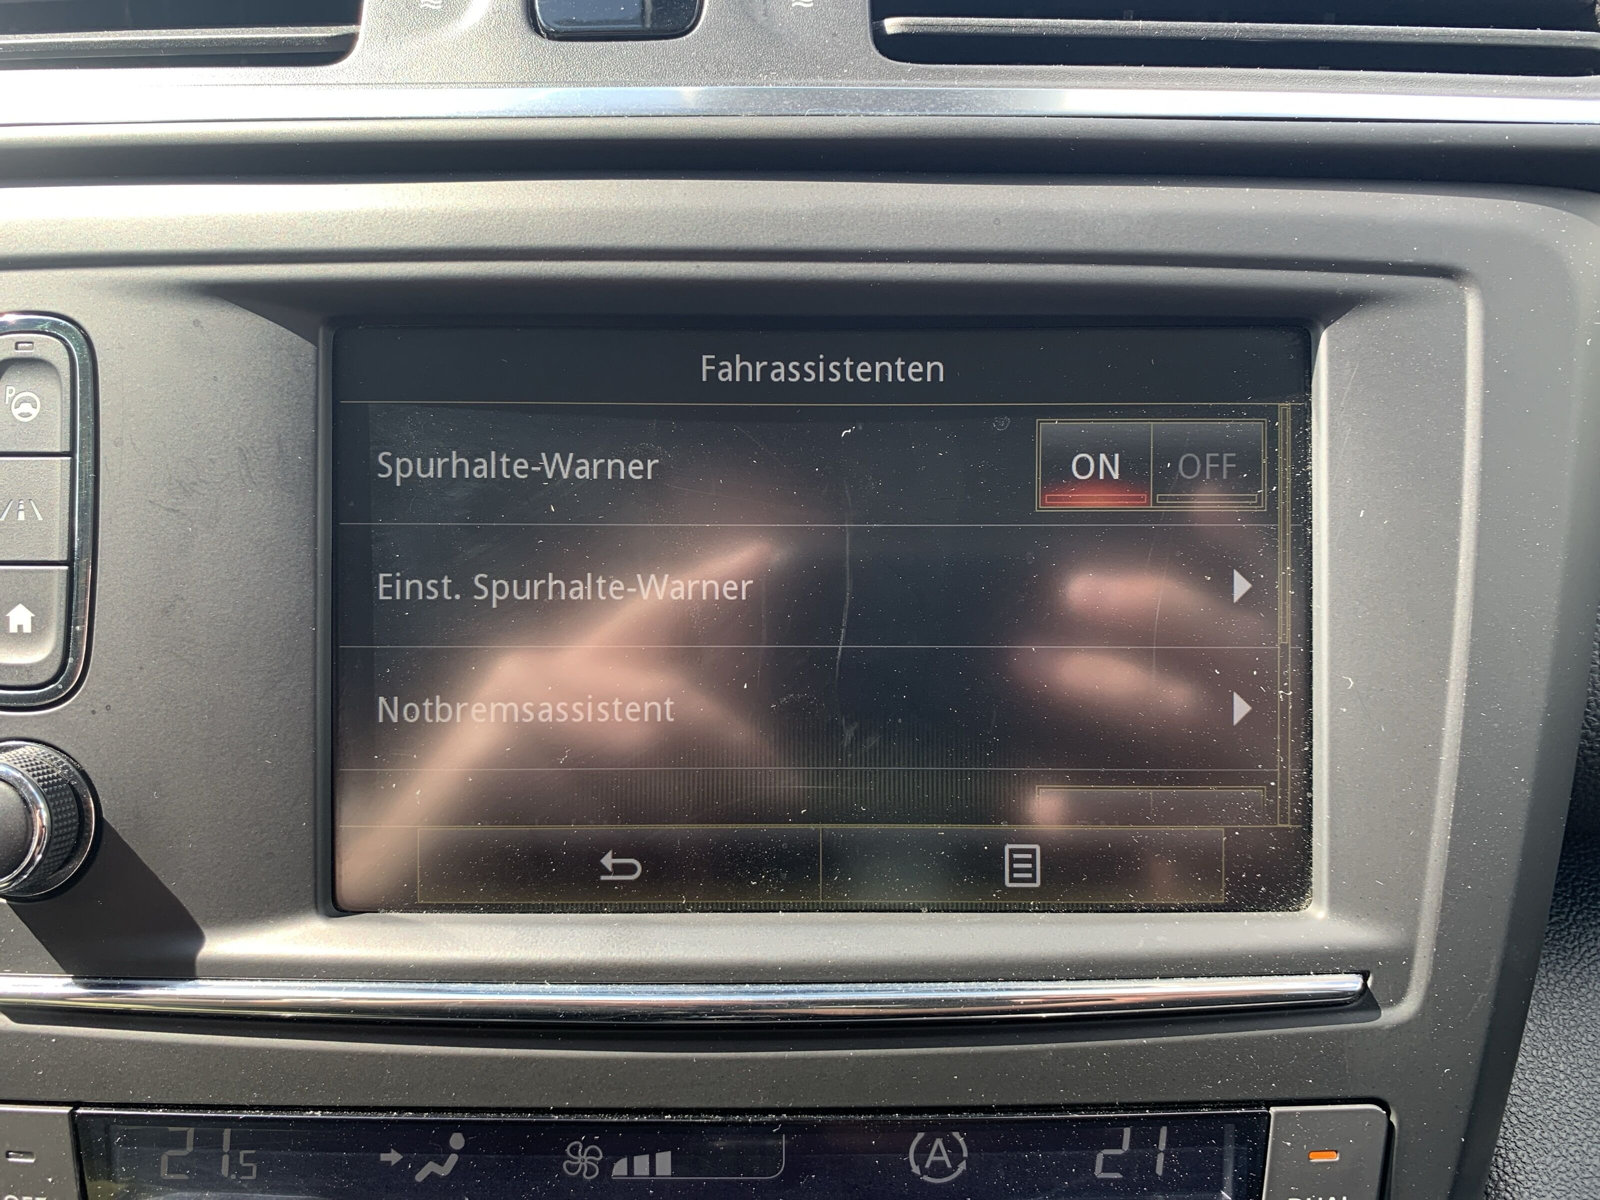 Fahrassistenten
Spurhalte-Warner ON OFF
Einst. Spurhalte-Warner
Notbremsassistent
21.5 A 21